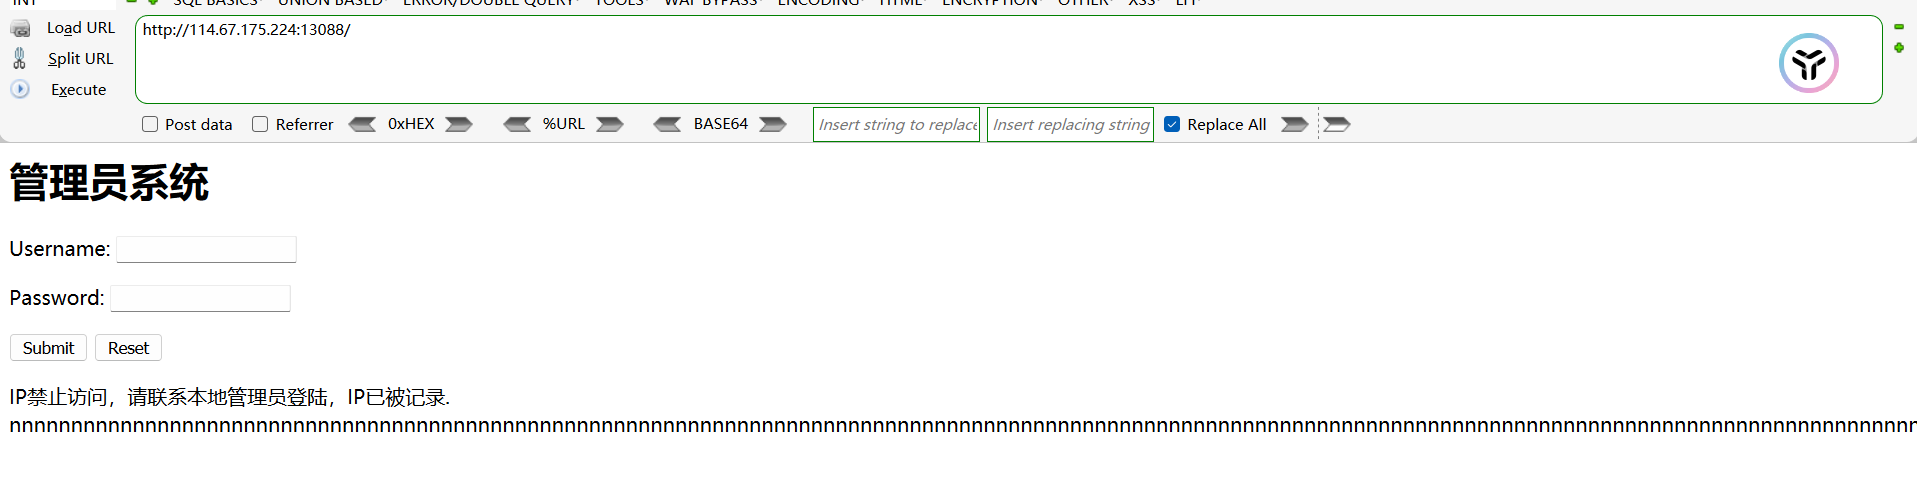 INT SQL BASICS UNION BASED ERROR/DOUBLE QUERY TOOLS WAF BYPASS ENCODING HTML ENCRYPTION OTHER XSS LFI
Load URL
http://114.67.175.224:13088/
Split URL
Execute
Post data Referrer 0xHEX %URL BASE64 Insert string to replace Insert replacing string Replace All
管理员系统
Username:
Password:
Submit Reset
IP禁止访问，请联系本地管理员登陆，IP已被记录.